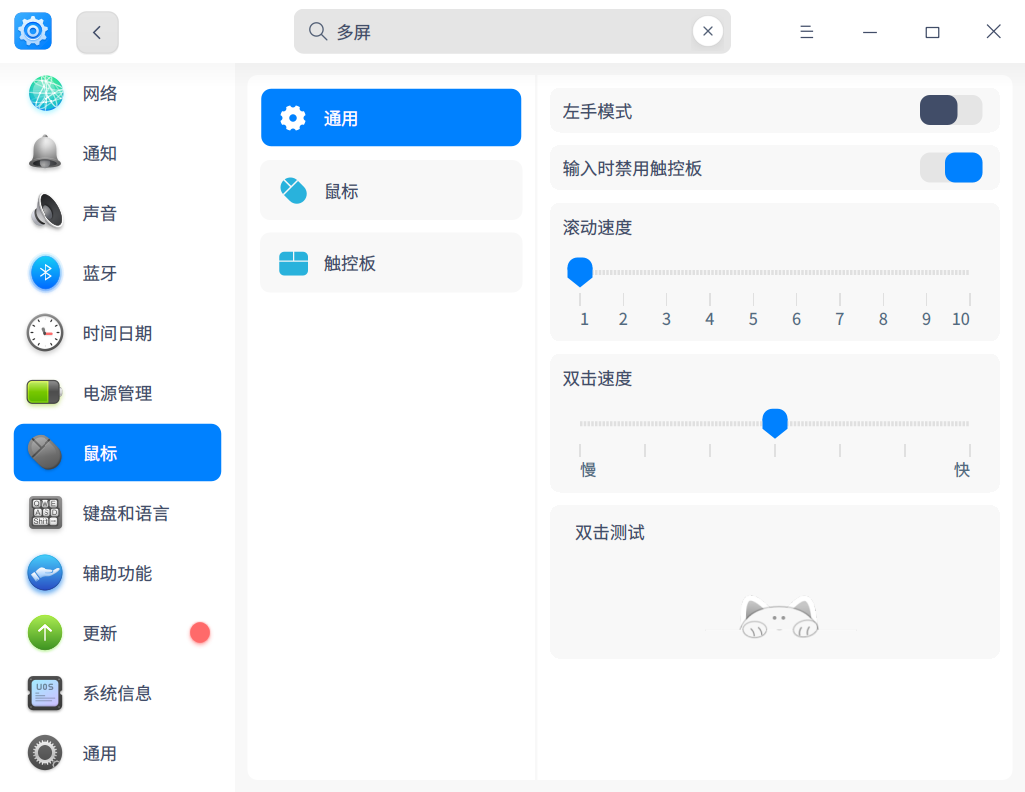 多屏
网络
通知
声音
蓝牙
时间日期
电源管理
鼠标
键盘和语言
辅助功能
更新
系统信息
通用
通用
鼠标
触控板
左手模式
输入时禁用触控板
滚动速度
1 2 3 4 5 6 7 8 9 10
双击速度
慢 快
双击测试